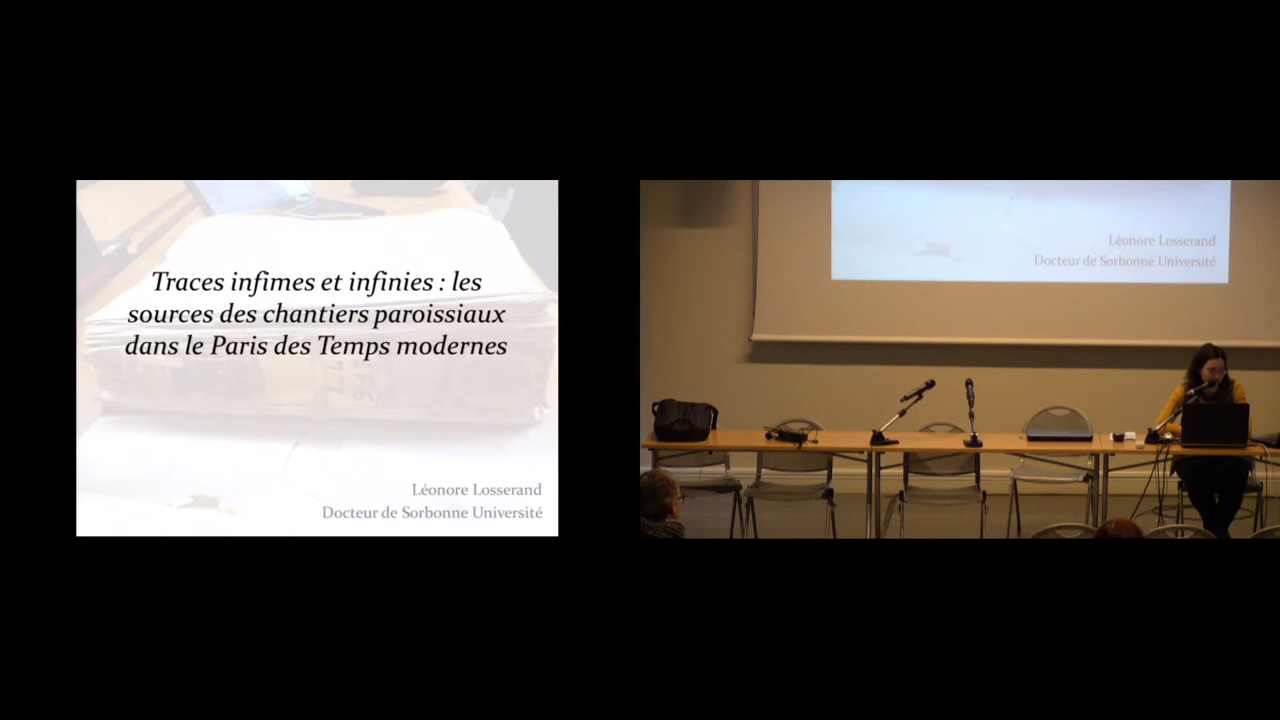 Traces infimes et infinies : les
sources des chantiers paroissiaux
dans le Paris des Temps modernes
Léonore Losserand
Docteur de Sorbonne Université
Léonore Losserand
Docteur de Sorbonne Université